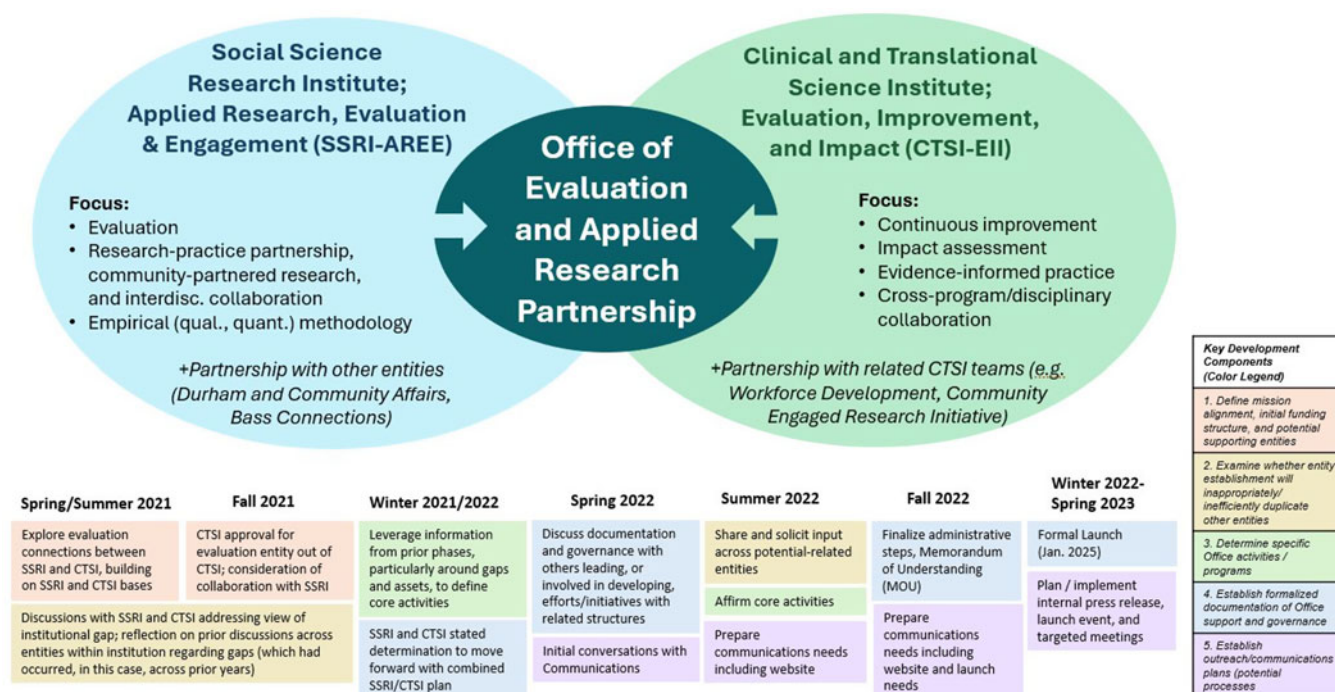 Social Science
Research Institute;
Applied Research, Evaluation
& Engagement (SSRI-AREE)
Focus:
• Evaluation
• Research-practice partnership,
community-partnered research,
and interdisc. collaboration
• Empirical (qual., quant.) methodology
+Partnership with other entities
(Durham and Community Affairs,
Bass Connections)
Office of
Evaluation
and Applied
Research
Partnership
Clinical and Translational
Science Institute;
Evaluation, Improvement,
and Impact (CTSI-EII)
Focus:
• Continuous improvement
• Impact assessment
• Evidence-informed practice
• Cross-program/disciplinary
collaboration
+Partnership with related CTSI teams (e.g.
Workforce Development, Community
Engaged Research Initiative)
Spring/Summer 2021
Explore evaluation
connections between
SSRI and CTSI, building
on SSRI and CTSI bases
Fall 2021
CTSI approval for
evaluation entity out of
CTSI; consideration of
collaboration with SSRI
Discussions with SSRI and CTSI addressing view of
institutional gap; reflection on prior discussions across
entities within institution regarding gaps (which had
occurred, in this case, across prior years)
Winter 2021/2022
Leverage information
from prior phases,
particularly around gaps
and assets, to define
core activities
SSRI and CTSI stated
determination to move
forward with combined
SSRI/CTSI plan
Spring 2022
Discuss documentation
and governance with
others leading, or
involved in developing,
efforts/initiatives with
related structures
Initial conversations with
Communications
Summer 2022
Share and solicit input
across potential-related
entities
Affirm core activities
Prepare
communications needs
including website
Fall 2022
Finalize administrative
steps, Memorandum
of Understanding
(MOU)
Prepare
communications
needs including
website and launch
needs
Winter 2022-
Spring 2023
Formal Launch
(Jan. 2025)
Plan / implement
internal press release,
launch event, and
targeted meetings
Key Development
Components
(Color Legend)
1. Define mission
alignment, initial funding
structure, and potential
supporting entities
2. Examine whether entity
establishment will
inappropriately/
inefficiently duplicate
other entities
3. Determine specific
Office activities /
programs
4. Establish formalized
documentation of Office
support and governance
5. Establish
outreach/communications
plans (potential
processes